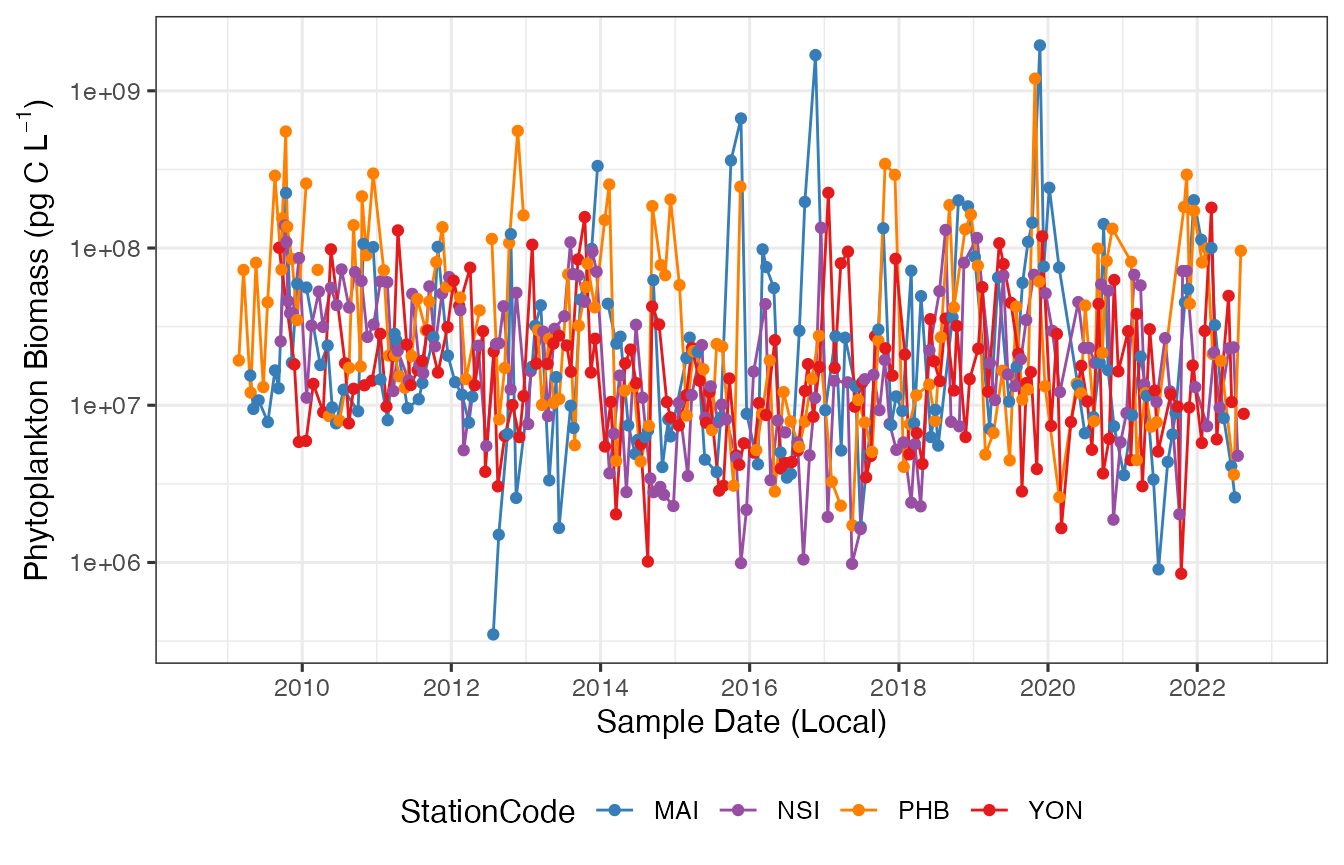 Phytoplankton Biomass (pg C L⁻¹)
1e+09
1e+08
1e+07
1e+06
2010 2012 2014 2016 2018 2020 2022
Sample Date (Local)
StationCode MAI NSI PHB YON